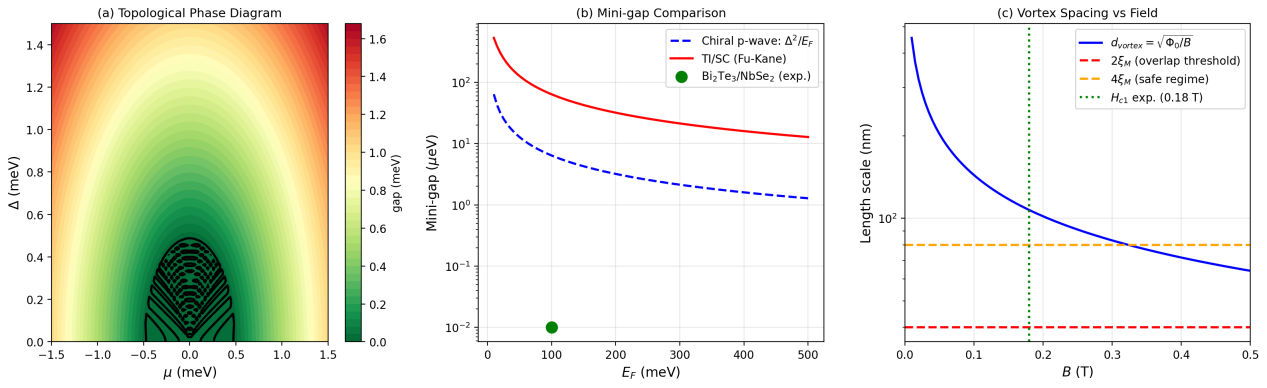 (a) Topological Phase Diagram
1.4
1.2
1.0
0.8
0.6
0.4
0.2
0.0
Δ (meV)
−1.5 −1.0 −0.5 0.0 0.5 1.0 1.5
μ (meV)
1.6
1.4
1.2
1.0
0.8
0.6
0.4
0.2
0.0
gap (meV)
(b) Mini-gap Comparison
Chiral p-wave: Δ²/E_F
TI/SC (Fu-Kane)
Bi₂Te₃/NbSe₂ (exp.)
10²
10¹
10⁰
10⁻¹
10⁻²
Mini-gap (μeV)
0 100 200 300 400 500
E_F (meV)
(c) Vortex Spacing vs Field
d_vortex = √Φ₀/B
2ξ_M (overlap threshold)
4ξ_M (safe regime)
H_c1 exp. (0.18 T)
10²
Length scale (nm)
0.0 0.1 0.2 0.3 0.4 0.5
B (T)